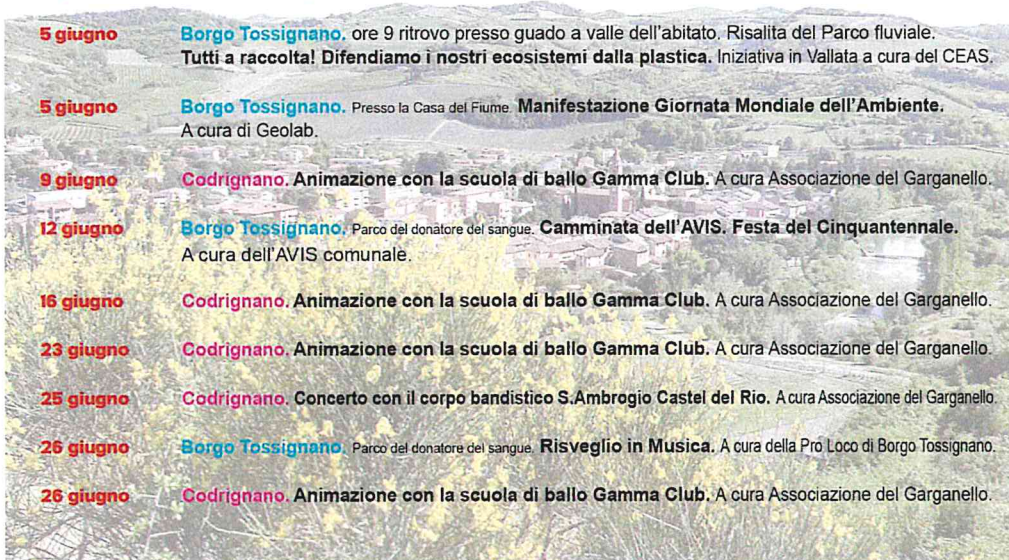 5 giugno Borgo Tossignano. ore 9 ritrovo presso guado a valle dell'abitato. Risalita del Parco fluviale.
Tutti a raccolta! Difendiamo i nostri ecosistemi dalla plastica. Iniziativa in Vallata a cura del CEAS.
5 giugno Borgo Tossignano. Presso la Casa del Fiume. Manifestazione Giornata Mondiale dell'Ambiente.
A cura di Geolab.
9 giugno Codrignano. Animazione con la scuola di ballo Gamma Club. A cura Associazione del Garganello.
12 giugno Borgo Tossignano. Parco del donatore del sangue. Camminata dell'AVIS. Festa del Cinquantennale.
A cura dell'AVIS comunale.
16 giugno Codrignano. Animazione con la scuola di ballo Gamma Club. A cura Associazione del Garganello.
23 giugno Codrignano. Animazione con la scuola di ballo Gamma Club. A cura Associazione del Garganello.
25 giugno Codrignano. Concerto con il corpo bandistico S.Ambrogio Castel del Rio. A cura Associazione del Garganello.
26 giugno Borgo Tossignano. Parco del donatore del sangue. Risveglio in Musica. A cura della Pro Loco di Borgo Tossignano.
26 giugno Codrignano. Animazione con la scuola di ballo Gamma Club. A cura Associazione del Garganello.